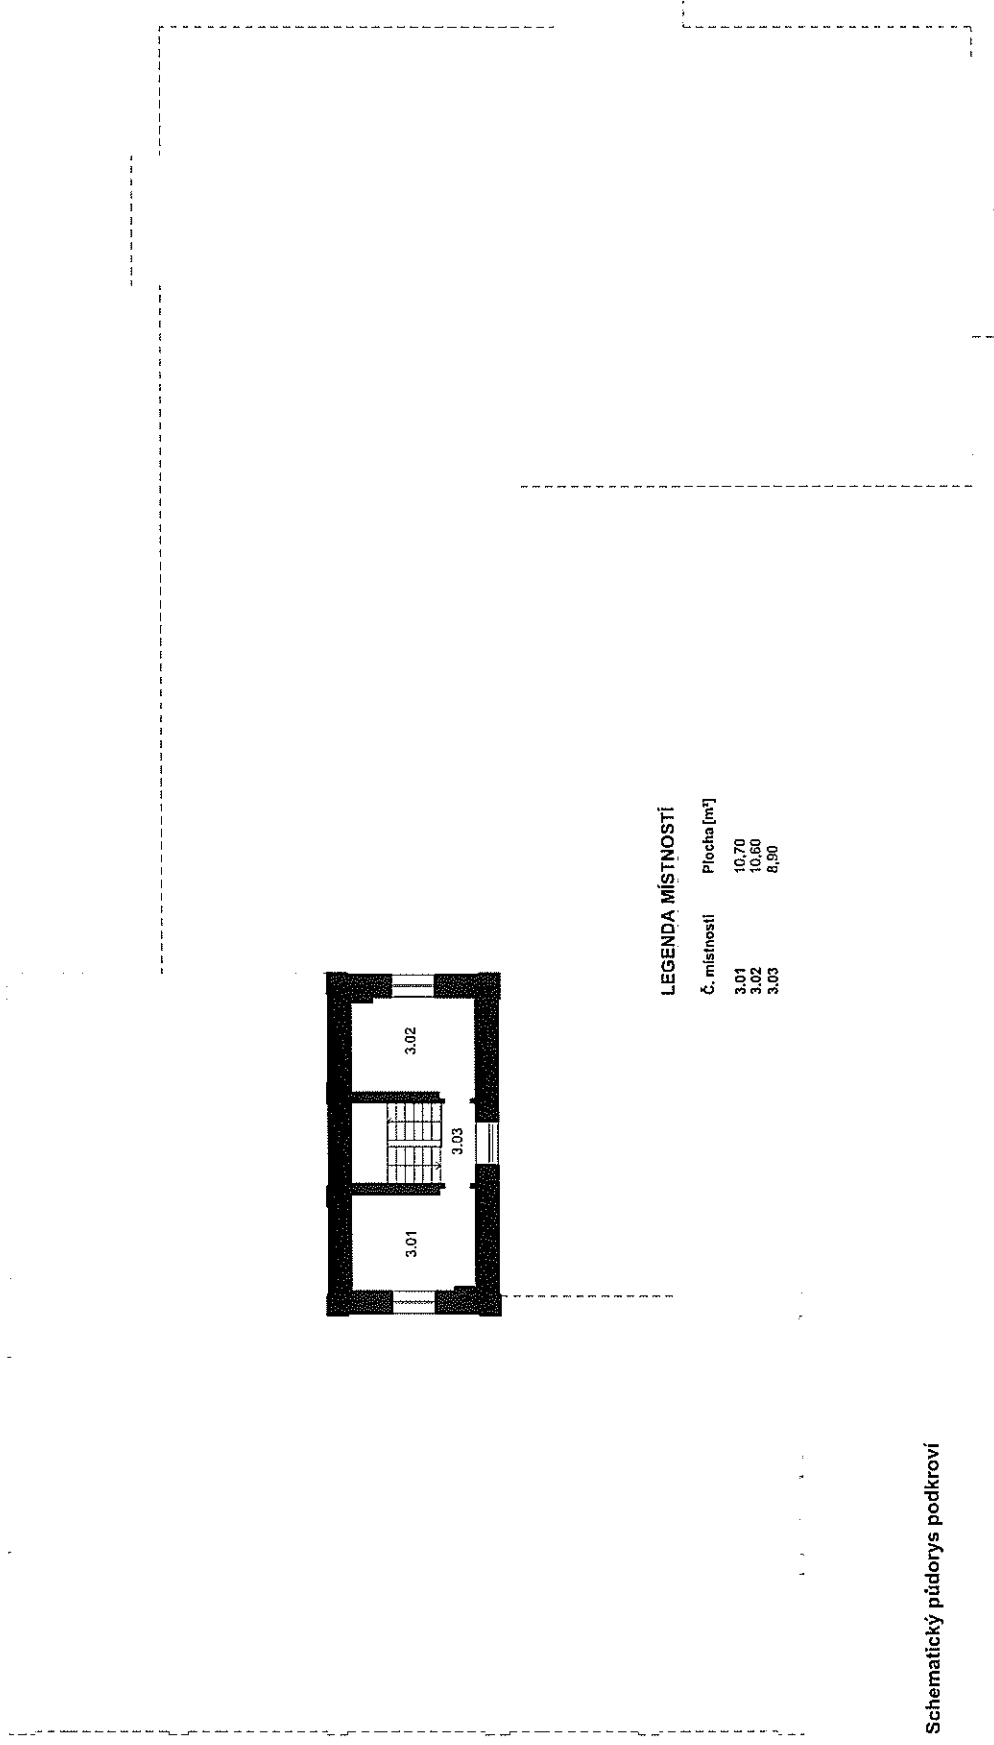 3.01
3.03
3.02
LEGENDA MÍSTNOSTÍ
Č. místnosti Plocha [m²]
3.01 10,70
3.02 10,60
3.03 8,90
Schematický půdorys podkroví